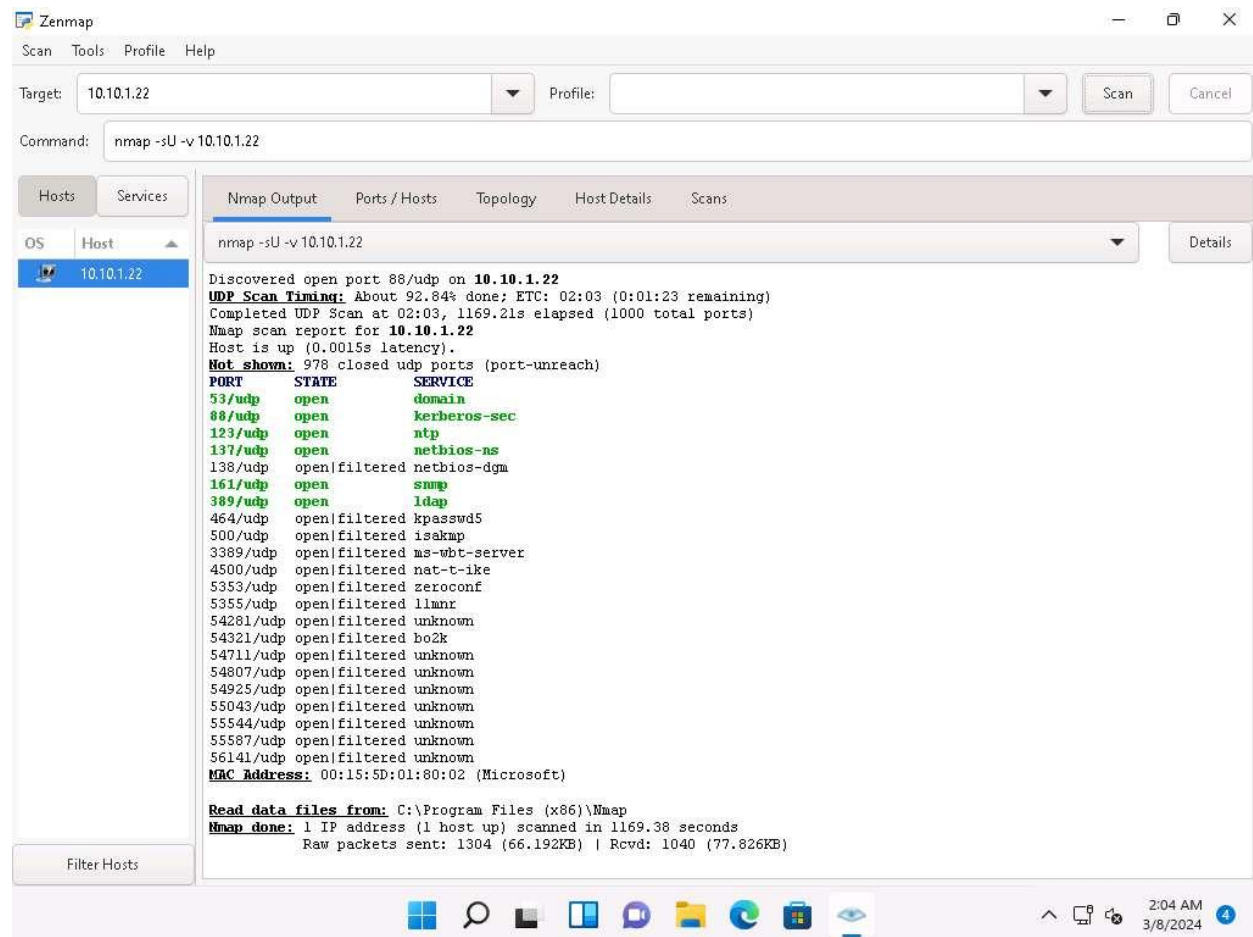 Zenmap
Scan Tools Profile Help
Target: 10.10.1.22 Profile: Scan Cancel
Command: nmap -sU -v 10.10.1.22
Hosts Services
Nmap Output Ports / Hosts Topology Host Details Scans
OS Host
nmap -sU -v 10.10.1.22 Details
10.10.1.22
Discovered open port 88/udp on 10.10.1.22
UDP Scan Timing: About 92.84% done; ETC: 02:03 (0:01:23 remaining)
Completed UDP Scan at 02:03, 1169.21s elapsed (1000 total ports)
Nmap scan report for 10.10.1.22
Host is up (0.0015s latency).
Not shown: 978 closed udp ports (port-unreach)
PORT STATE SERVICE
53/udp open domain
88/udp open kerberos-sec
123/udp open ntp
137/udp open netbios-ns
138/udp open|filtered netbios-dgm
161/udp open snmp
389/udp open ldap
464/udp open|filtered kpasswd5
500/udp open|filtered isakmp
3389/udp open|filtered ms-wbt-server
4500/udp open|filtered nat-t-ike
5353/udp open|filtered zeroconf
5355/udp open|filtered llmnr
54281/udp open|filtered unknown
54321/udp open|filtered bo2k
54711/udp open|filtered unknown
54807/udp open|filtered unknown
54925/udp open|filtered unknown
55043/udp open|filtered unknown
55544/udp open|filtered unknown
55587/udp open|filtered unknown
56141/udp open|filtered unknown
MAC Address: 00:15:5D:01:80:02 (Microsoft)
Read data files from: C:\Program Files (x86)\Nmap
Nmap done: 1 IP address (1 host up) scanned in 1169.38 seconds
Raw packets sent: 1304 (66.192KB) | Rcvd: 1040 (77.826KB)
Filter Hosts
2:04 AM
3/8/2024
4